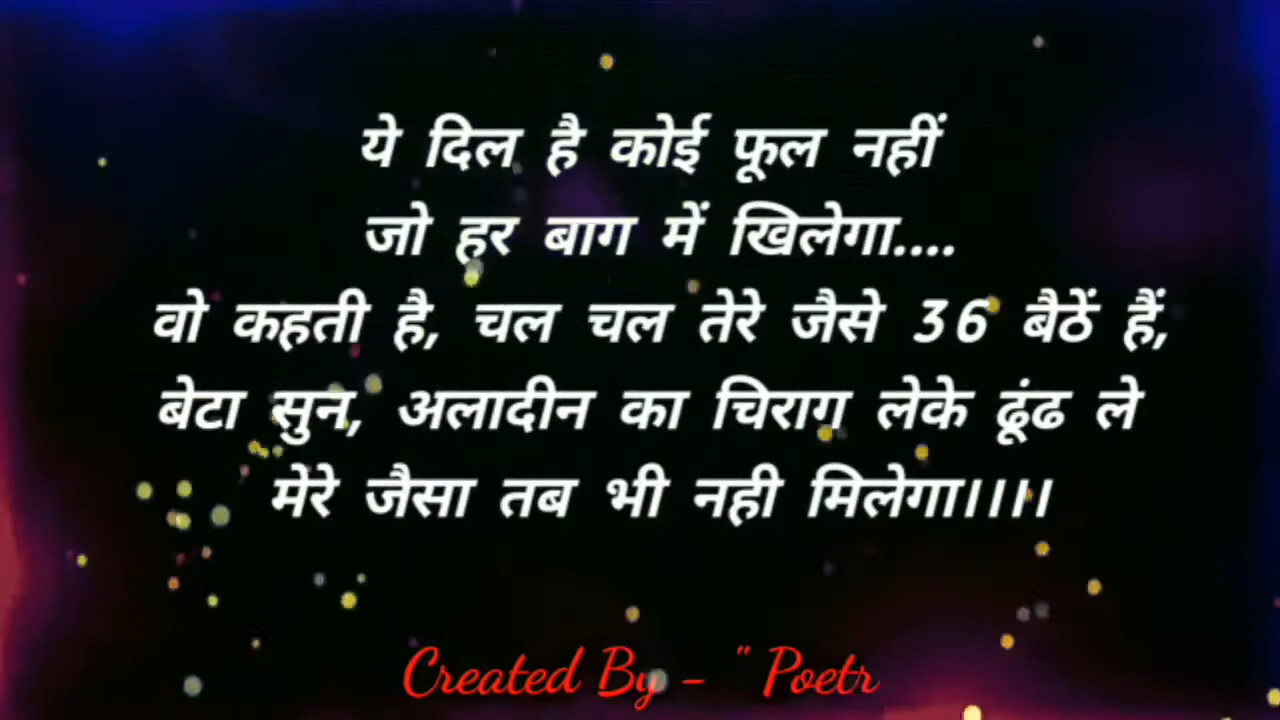 ये दिल है कोई फूल नहीं
जो हर बाग में खिलेगा....
वो कहती है, चल चल तेरे जैसे 36 बैठें हैं,
बेटा सुन, अलादीन का चिराग लेके ढूंढ ले
मेरे जैसा तब भी नही मिलेगा।।।।
Created By - " Poetr